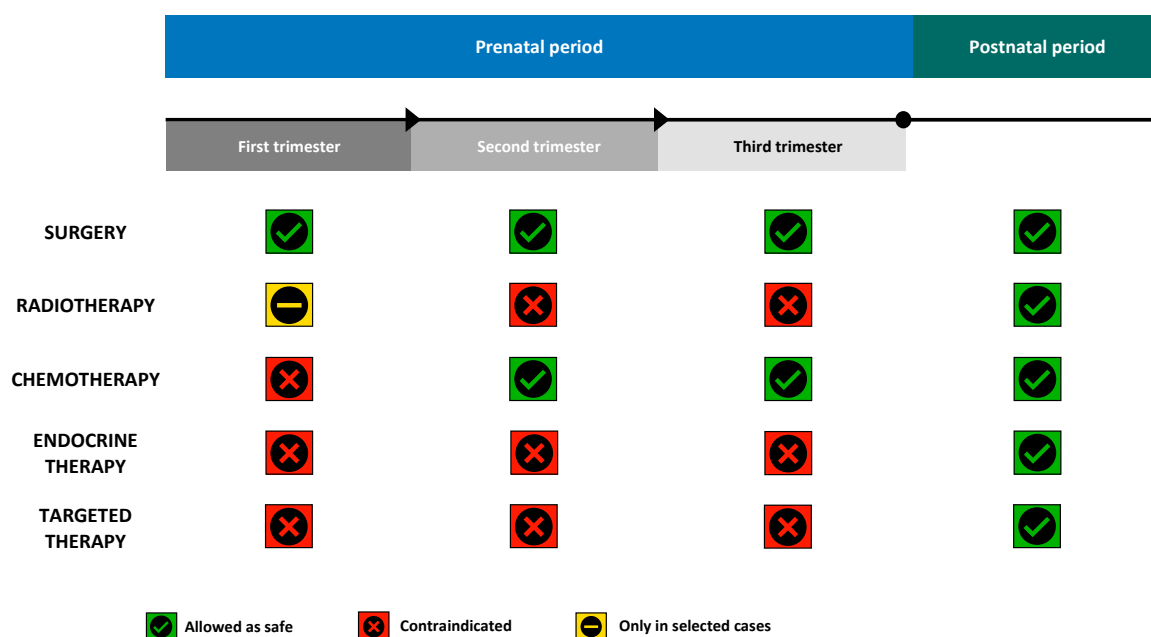 Prenatal period
Postnatal period
First trimester
Second trimester
Third trimester
SURGERY
RADIOTHERAPY
CHEMOTHERAPY
ENDOCRINE
THERAPY
TARGETED
THERAPY
Allowed as safe
Contraindicated
Only in selected cases